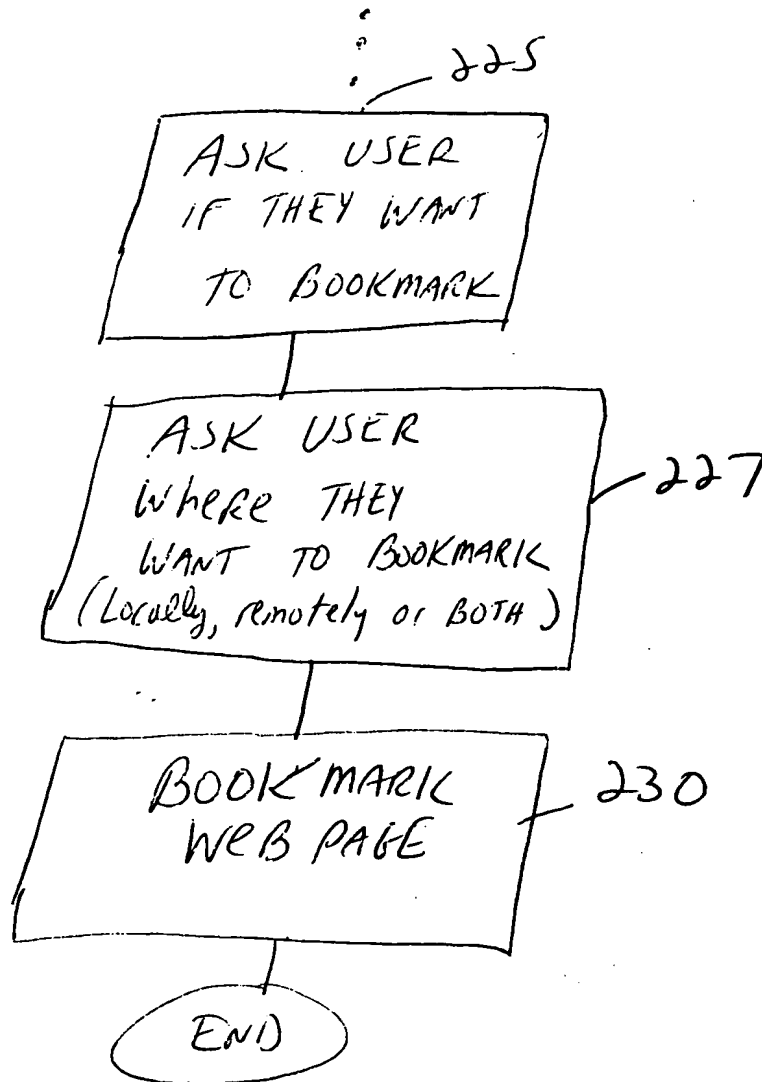 225
ASK USER
IF THEY WANT
TO BOOKMARK
ASK USER
Where THEY
WANT TO BOOKMARK
(Locally, remotely or BOTH)
227
BOOKMARK
WEB PAGE
230
END